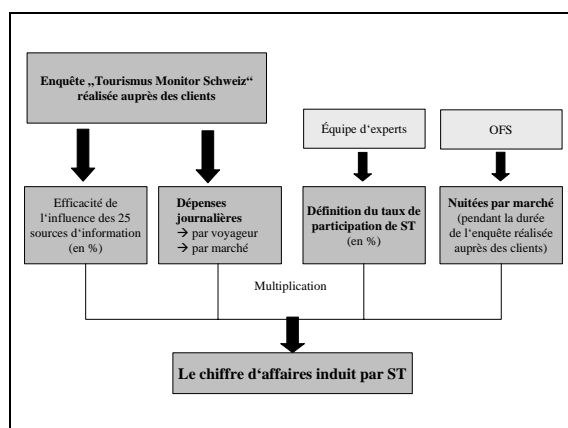 Enquête „Tourismus Monitor Schweiz“
réalisée auprès des clients
Équipe d‘experts
OFS
Efficacité de
l‘influence des 25
sources d‘information
(en %)
Dépenses
journalières
→ par voyageur
→ par marché
Définition du taux de
participation de ST
(en %)
Nuitées par marché
(pendant la durée
de l‘enquête réalisée
auprès des clients)
Multiplication
Le chiffre d‘affaires induit par ST